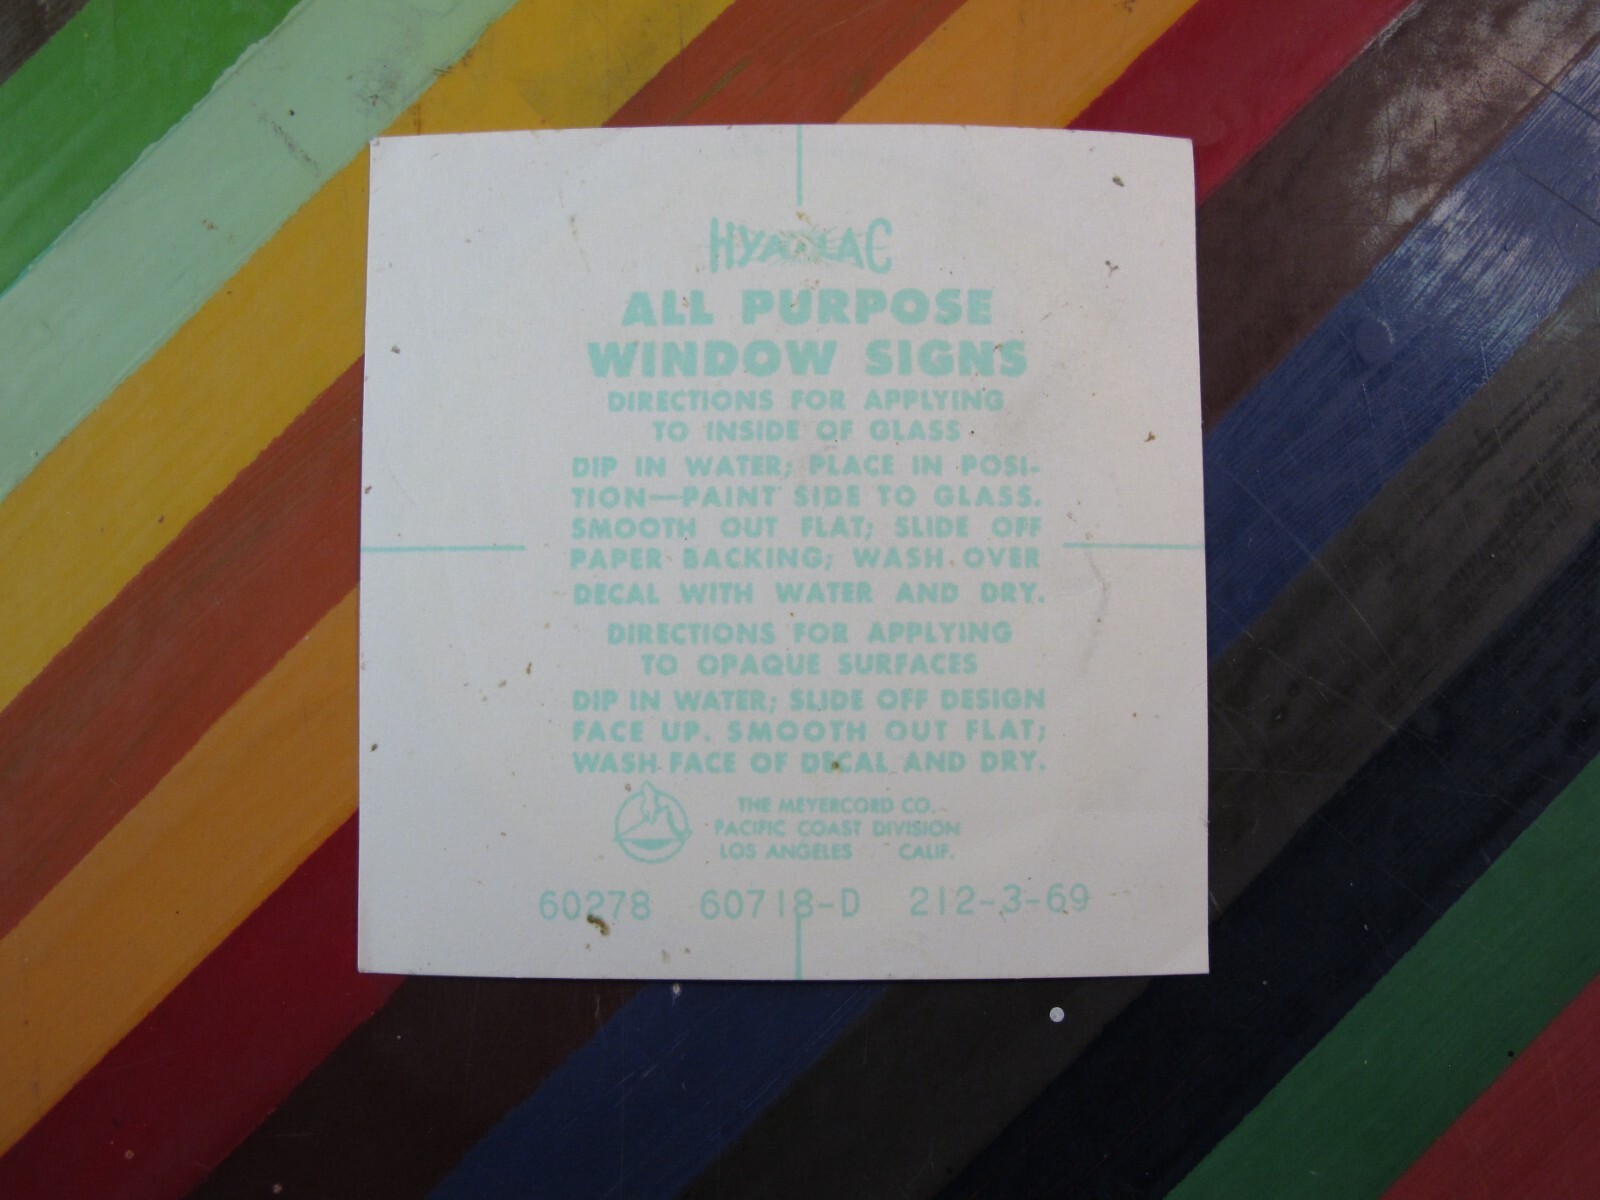 ALL PURPOSE
WINDOW SIGNS
DIRECTIONS FOR APPLYING
TO INSIDE OF GLASS
DIP IN WATER; PLACE IN POSI-
TION—PAINT SIDE TO GLASS.
SMOOTH OUT FLAT; SLIDE OFF
PAPER BACKING; WASH OVER
DECAL WITH WATER AND DRY.
DIRECTIONS FOR APPLYING
TO OPAQUE SURFACES
DIP IN WATER; SLIDE OFF DESIGN
FACE UP. SMOOTH OUT FLAT;
WASH FACE OF DECAL AND DRY.
THE MEYERCORD CO.
PACIFIC COAST DIVISION
LOS ANGELES CALIF.
60278 60718-D 212-3-69